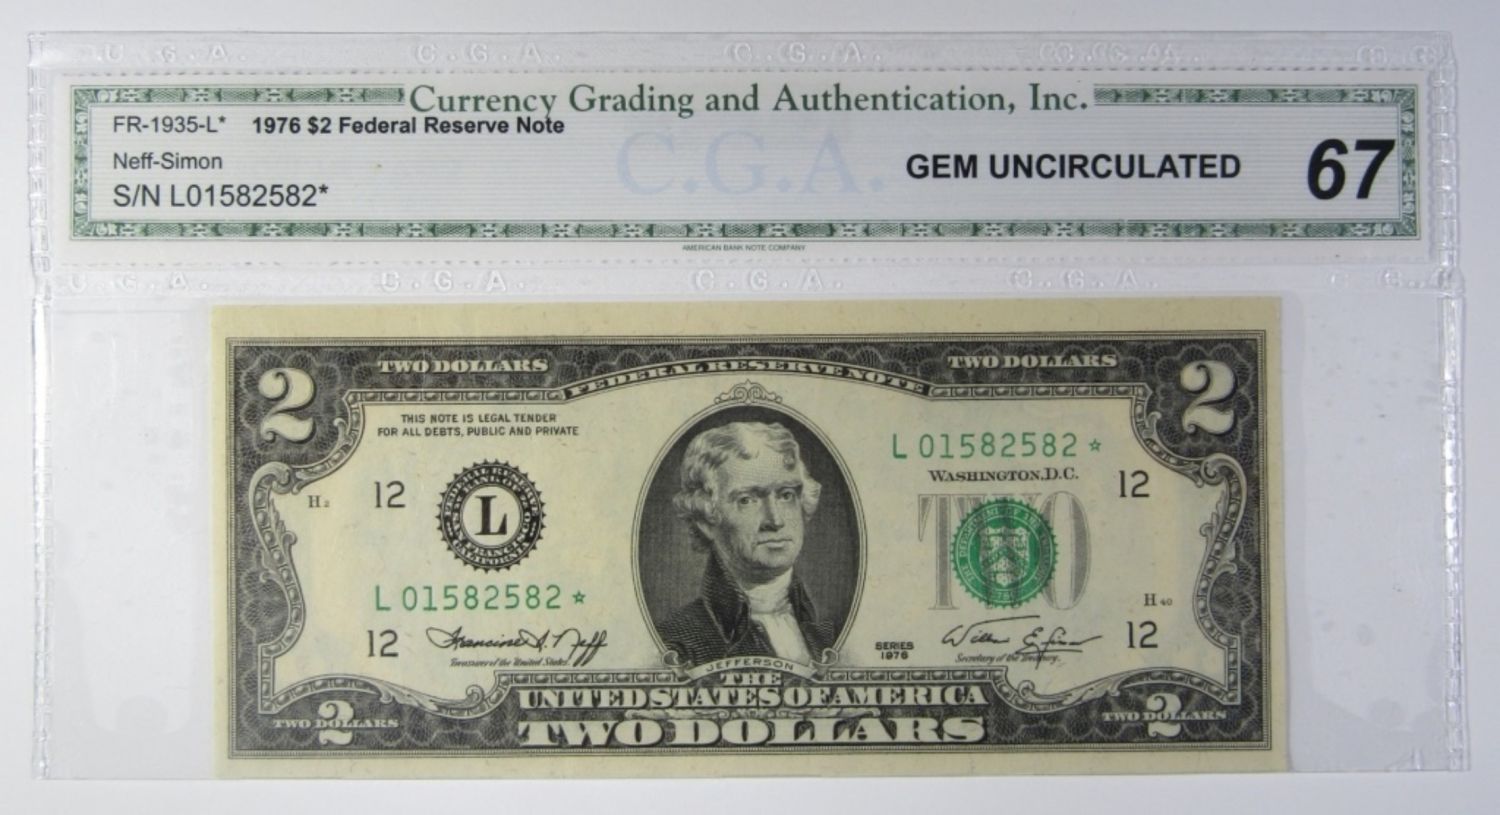 C.G.A. C.G.A. C.G.A. C.G.A.
Currency Grading and Authentication, Inc.
FR-1935-L* 1976 $2 Federal Reserve Note
Neff-Simon
C.G.A.
GEM UNCIRCULATED 67
S/N L01582582*
AMERICAN BANK NOTE COMPANY
C.G.A. C.G.A. C.G.A. C.G.A.
TWO DOLLARS FEDERAL RESERVE NOTE TWO DOLLARS
2 2
THIS NOTE IS LEGAL TENDER
FOR ALL DEBTS, PUBLIC AND PRIVATE
L 01582582 ☆
WASHINGTON, D.C.
H2 12 L 12
TWO
L 01582582 ☆
H40
12 Francine I. Neff SERIES 1976 12
Treasurer of the United States. Secretary of the Treasury.
JEFFERSON
THE
UNITED STATES OF AMERICA
2 TWO DOLLARS TWO DOLLARS 2 TWO DOLLARS